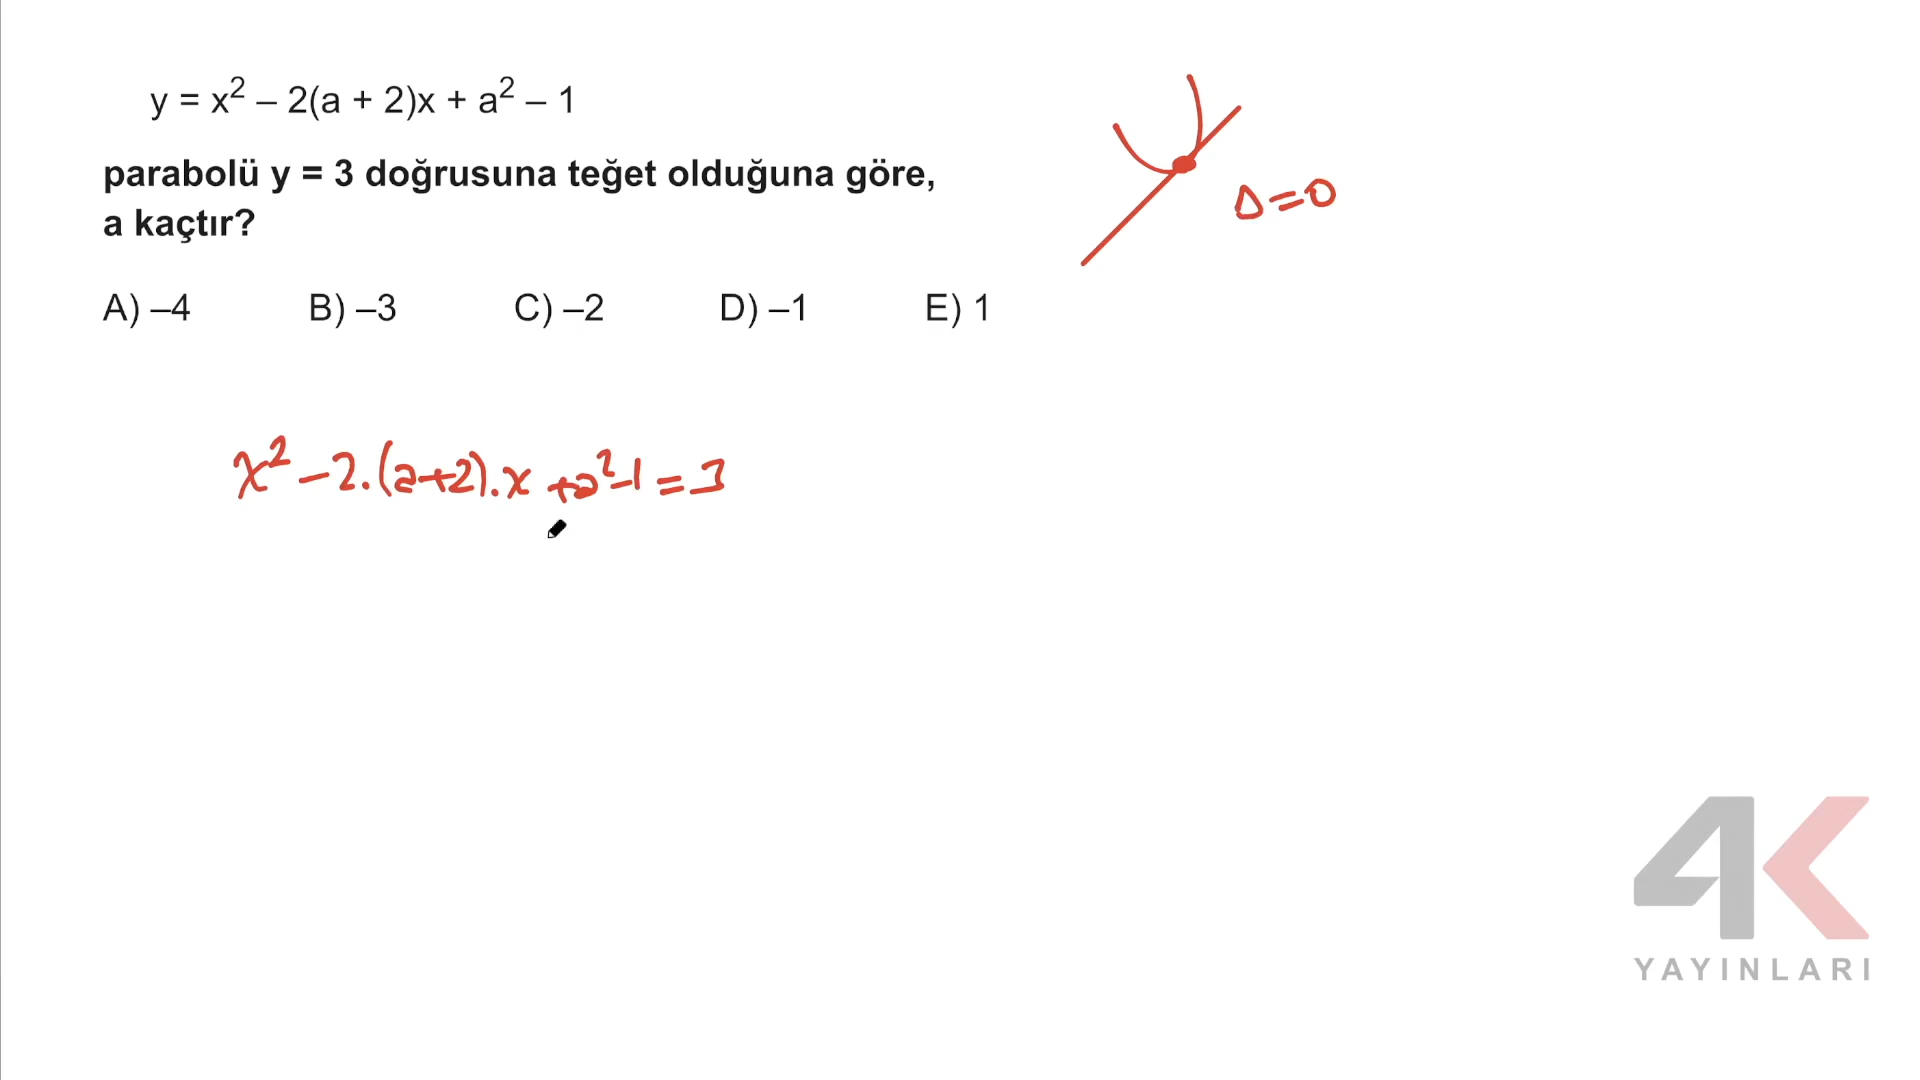 y = x² – 2(a + 2)x + a² – 1
parabolü y = 3 doğrusuna teğet olduğuna göre,
a kaçtır?
A) –4 B) –3 C) –2 D) –1 E) 1
Δ=0
x² – 2.(a+2).x +a²-1 = 3
4K
YAYINLARI